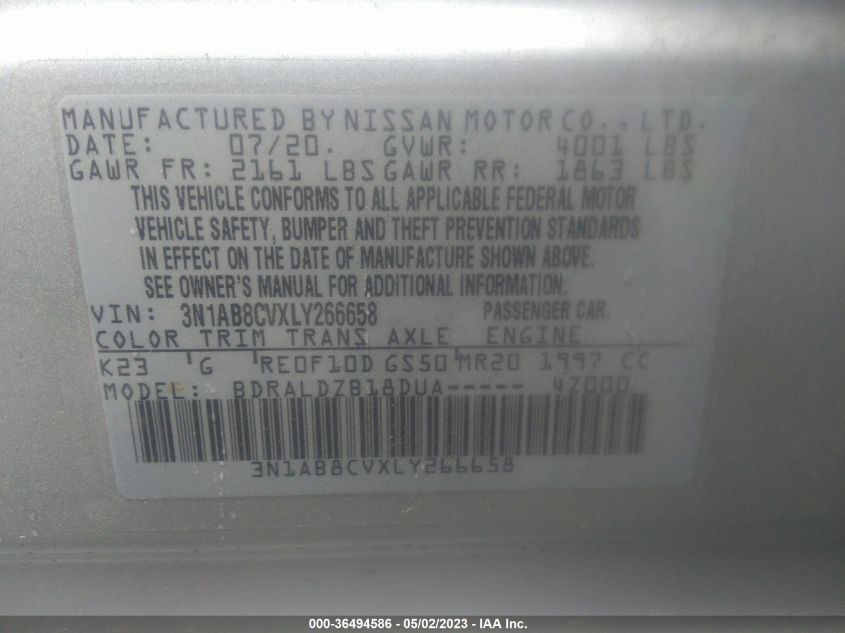 MANUFACTURED BY NISSAN MOTOR CO., LTD.
DATE: 07/20. GVWR: 4001 LBS
GAWR FR: 2161 LBS GAWR RR: 1863 LBS
THIS VEHICLE CONFORMS TO ALL APPLICABLE FEDERAL MOTOR
VEHICLE SAFETY, BUMPER AND THEFT PREVENTION STANDARDS
IN EFFECT ON THE DATE OF MANUFACTURE SHOWN ABOVE.
SEE OWNER'S MANUAL FOR ADDITIONAL INFORMATION.
VIN: 3N1AB8CVXLY266658 PASSENGER CAR.
COLOR TRIM TRANS AXLE ENGINE
K23 G RE0F10D GS50 MR20 1997 CC
MODEL: BDRALDZB18DUA----- 47000
3N1AB8CVXLY266658
000-36494586 - 05/02/2023 - IAA Inc.